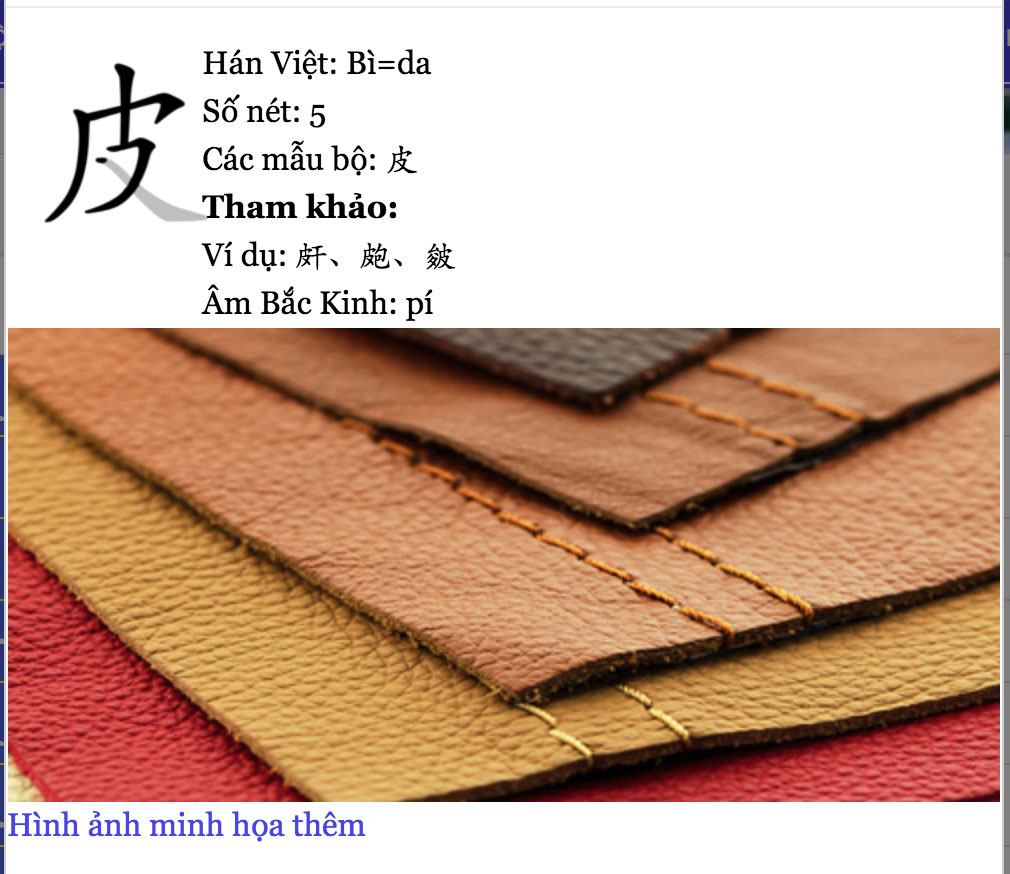 皮
Hán Việt: Bì=da
Số nét: 5
Các mẫu bộ: 皮
Tham khảo:
Ví dụ: 皯、皰、皴
Âm Bắc Kinh: pí
Hình ảnh minh họa thêm